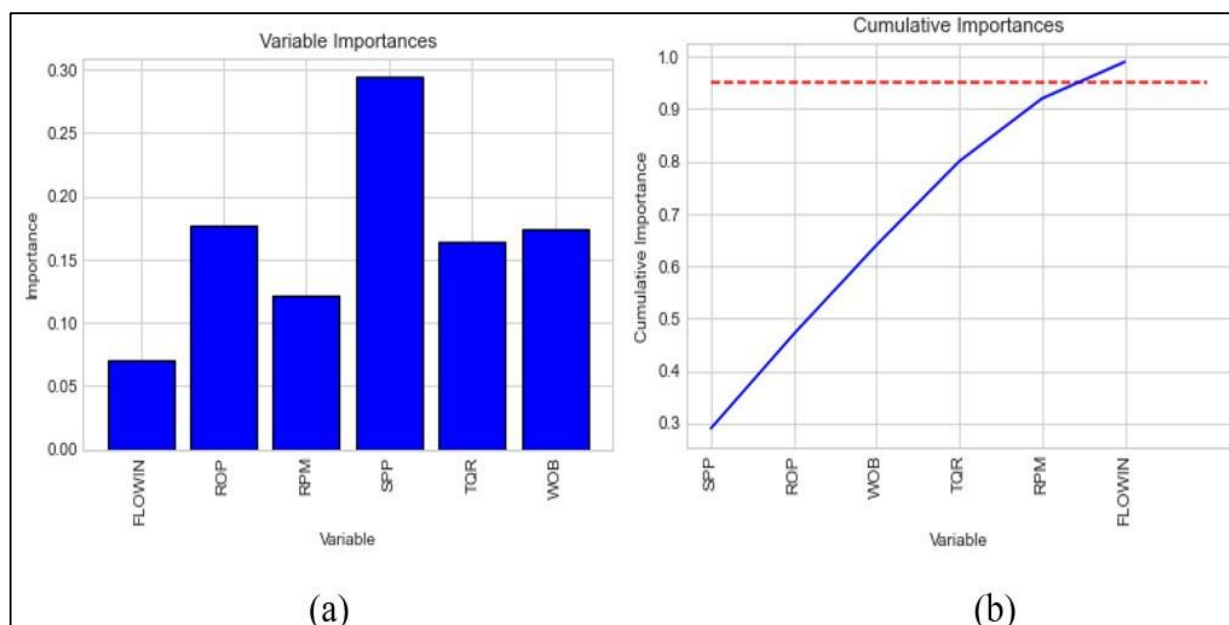 Variable Importances
0.30
0.25
0.20
0.15
0.10
0.05
0.00
Importance
FLOWIN
ROP
RPM
SPP
TQR
WOB
Variable
(a)
Cumulative Importances
1.0
0.9
0.8
0.7
0.6
0.5
0.4
0.3
Cumulative Importance
SPP
ROP
WOB
TQR
RPM
FLOWIN
Variable
(b)